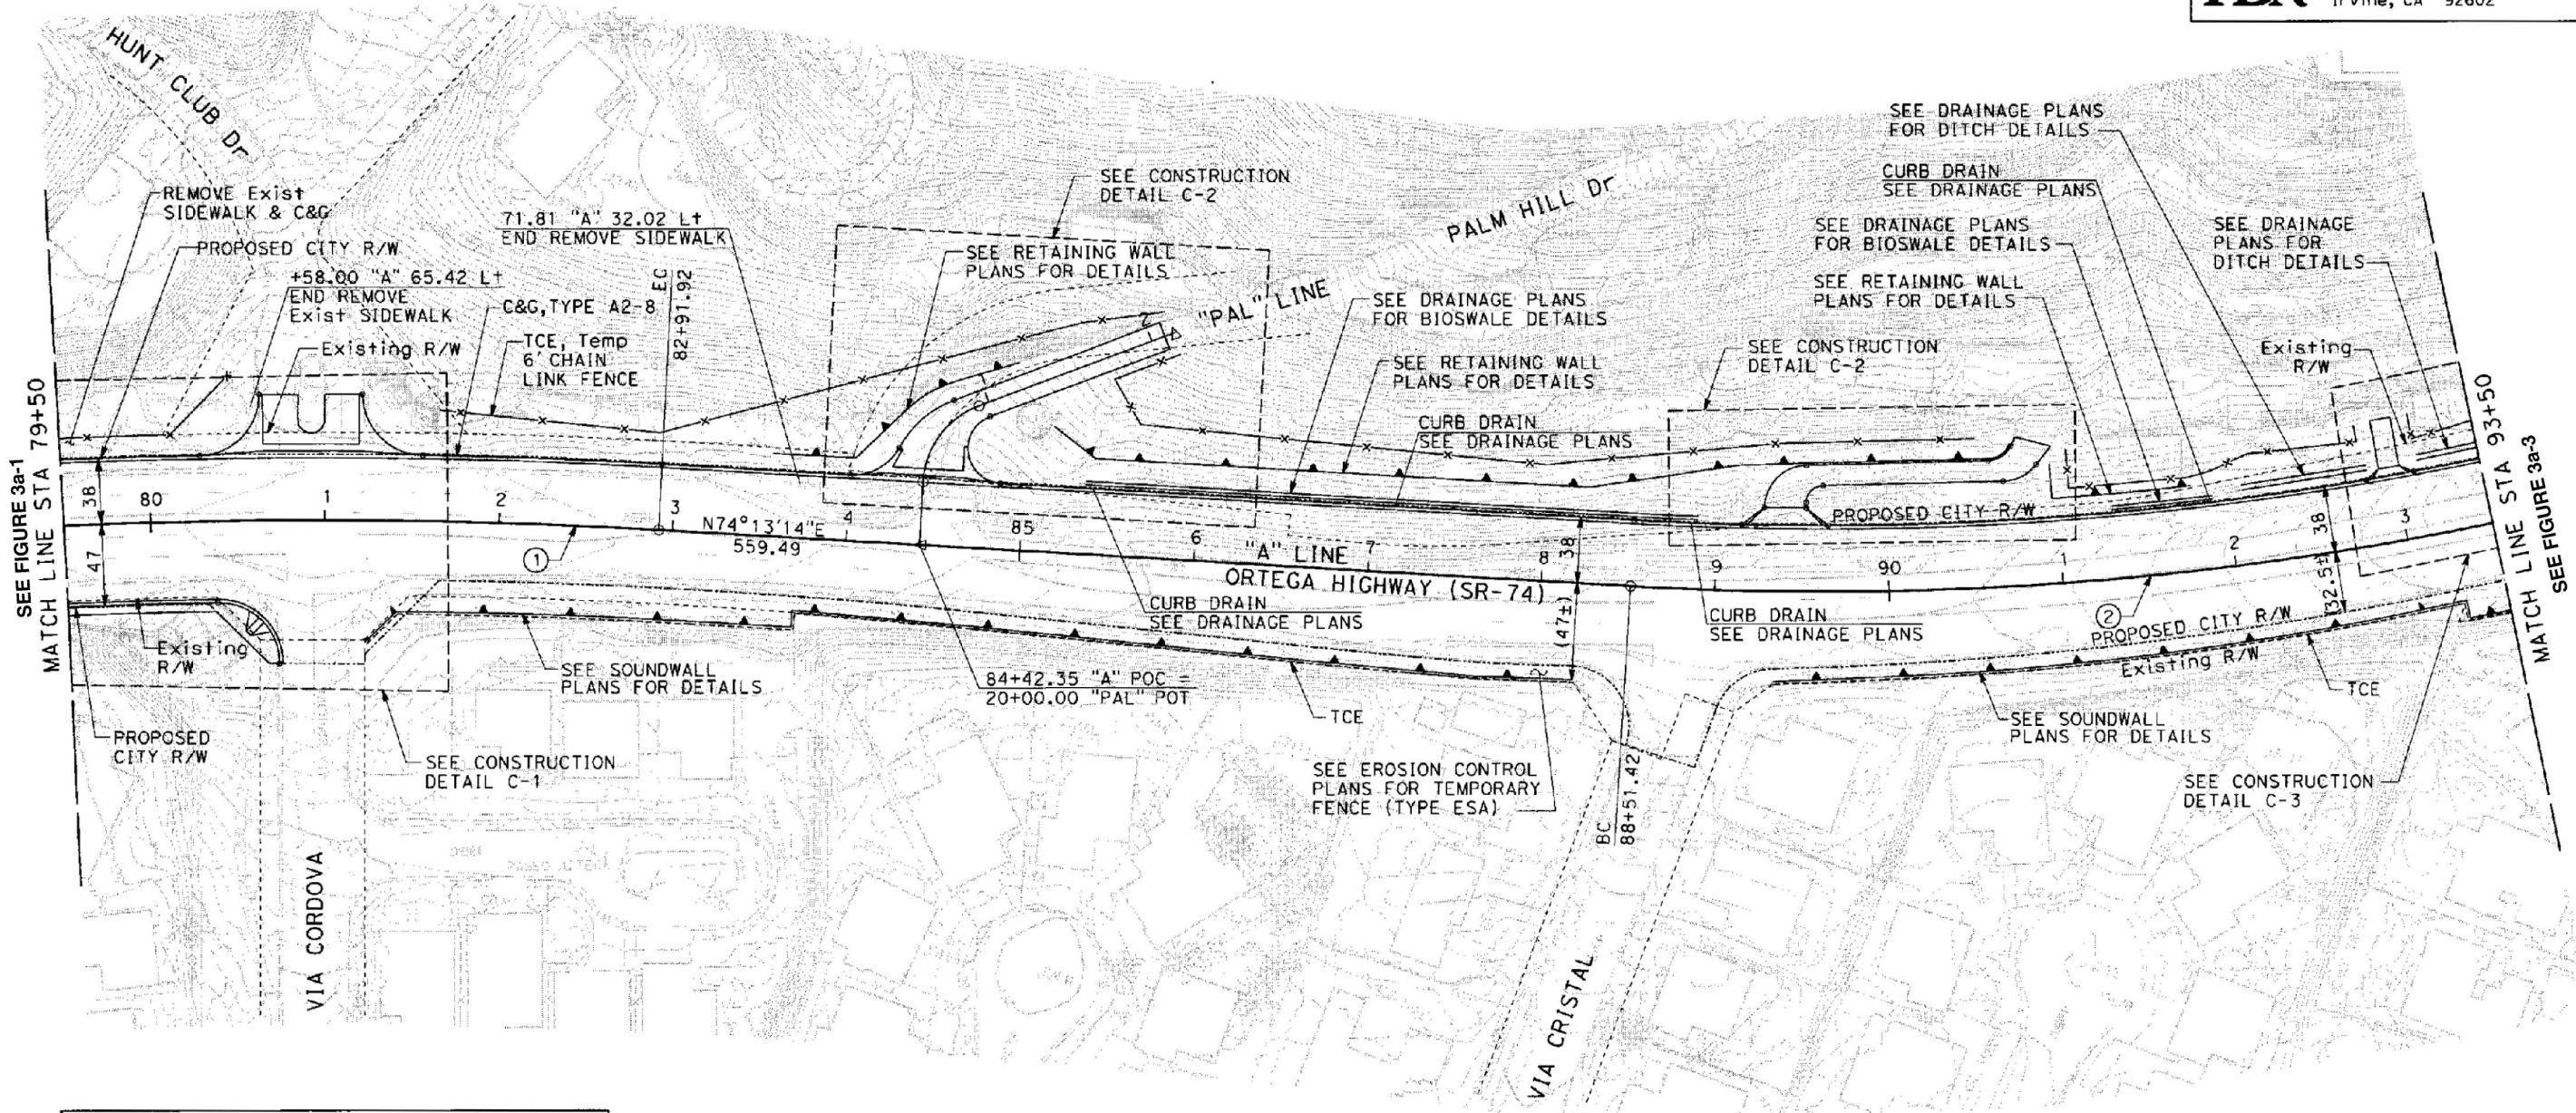 Irvine, CA 92602
HUNT CLUB Dr
REMOVE Exist
SIDEWALK & C&G
PROPOSED CITY R/W
+58.00 "A" 65.42 Lt
END REMOVE
Exist SIDEWALK
Existing R/W
C&G, TYPE A2-8
TCE, Temp
6' CHAIN
LINK FENCE
71.81 "A" 32.02 Lt
END REMOVE SIDEWALK
EC
82+91.92
SEE CONSTRUCTION
DETAIL C-2
SEE RETAINING WALL
PLANS FOR DETAILS
"PAL" LINE
PALM HILL Dr
SEE DRAINAGE PLANS
FOR BIOSWALE DETAILS
SEE RETAINING WALL
PLANS FOR DETAILS
CURB DRAIN
SEE DRAINAGE PLANS
SEE CONSTRUCTION
DETAIL C-2
SEE DRAINAGE PLANS
FOR DITCH DETAILS
CURB DRAIN
SEE DRAINAGE PLANS
SEE DRAINAGE PLANS
FOR BIOSWALE DETAILS
SEE RETAINING WALL
PLANS FOR DETAILS
SEE DRAINAGE
PLANS FOR
DITCH DETAILS
Existing
R/W
PROPOSED CITY R/W
SEE FIGURE 3a-1
MATCH LINE STA 79+50
38
47
80
1
2
3
4
85
6
7
8
9
90
1
2
3
1
N74°13'14"E
559.49
"A" LINE
ORTEGA HIGHWAY (SR-74)
38
(47±)
38
32.5±
2
MATCH LINE STA 93+50
SEE FIGURE 3a-3
Existing
R/W
PROPOSED
CITY R/W
SEE CONSTRUCTION
DETAIL C-1
SEE SOUNDWALL
PLANS FOR DETAILS
CURB DRAIN
SEE DRAINAGE PLANS
84+42.35 "A" POC =
20+00.00 "PAL" POT
TCE
SEE EROSION CONTROL
PLANS FOR TEMPORARY
FENCE (TYPE ESA)
BC
88+51.42
CURB DRAIN
SEE DRAINAGE PLANS
PROPOSED CITY R/W
Existing R/W
TCE
SEE SOUNDWALL
PLANS FOR DETAILS
SEE CONSTRUCTION
DETAIL C-3
VIA CORDOVA
VIA CRISTAL